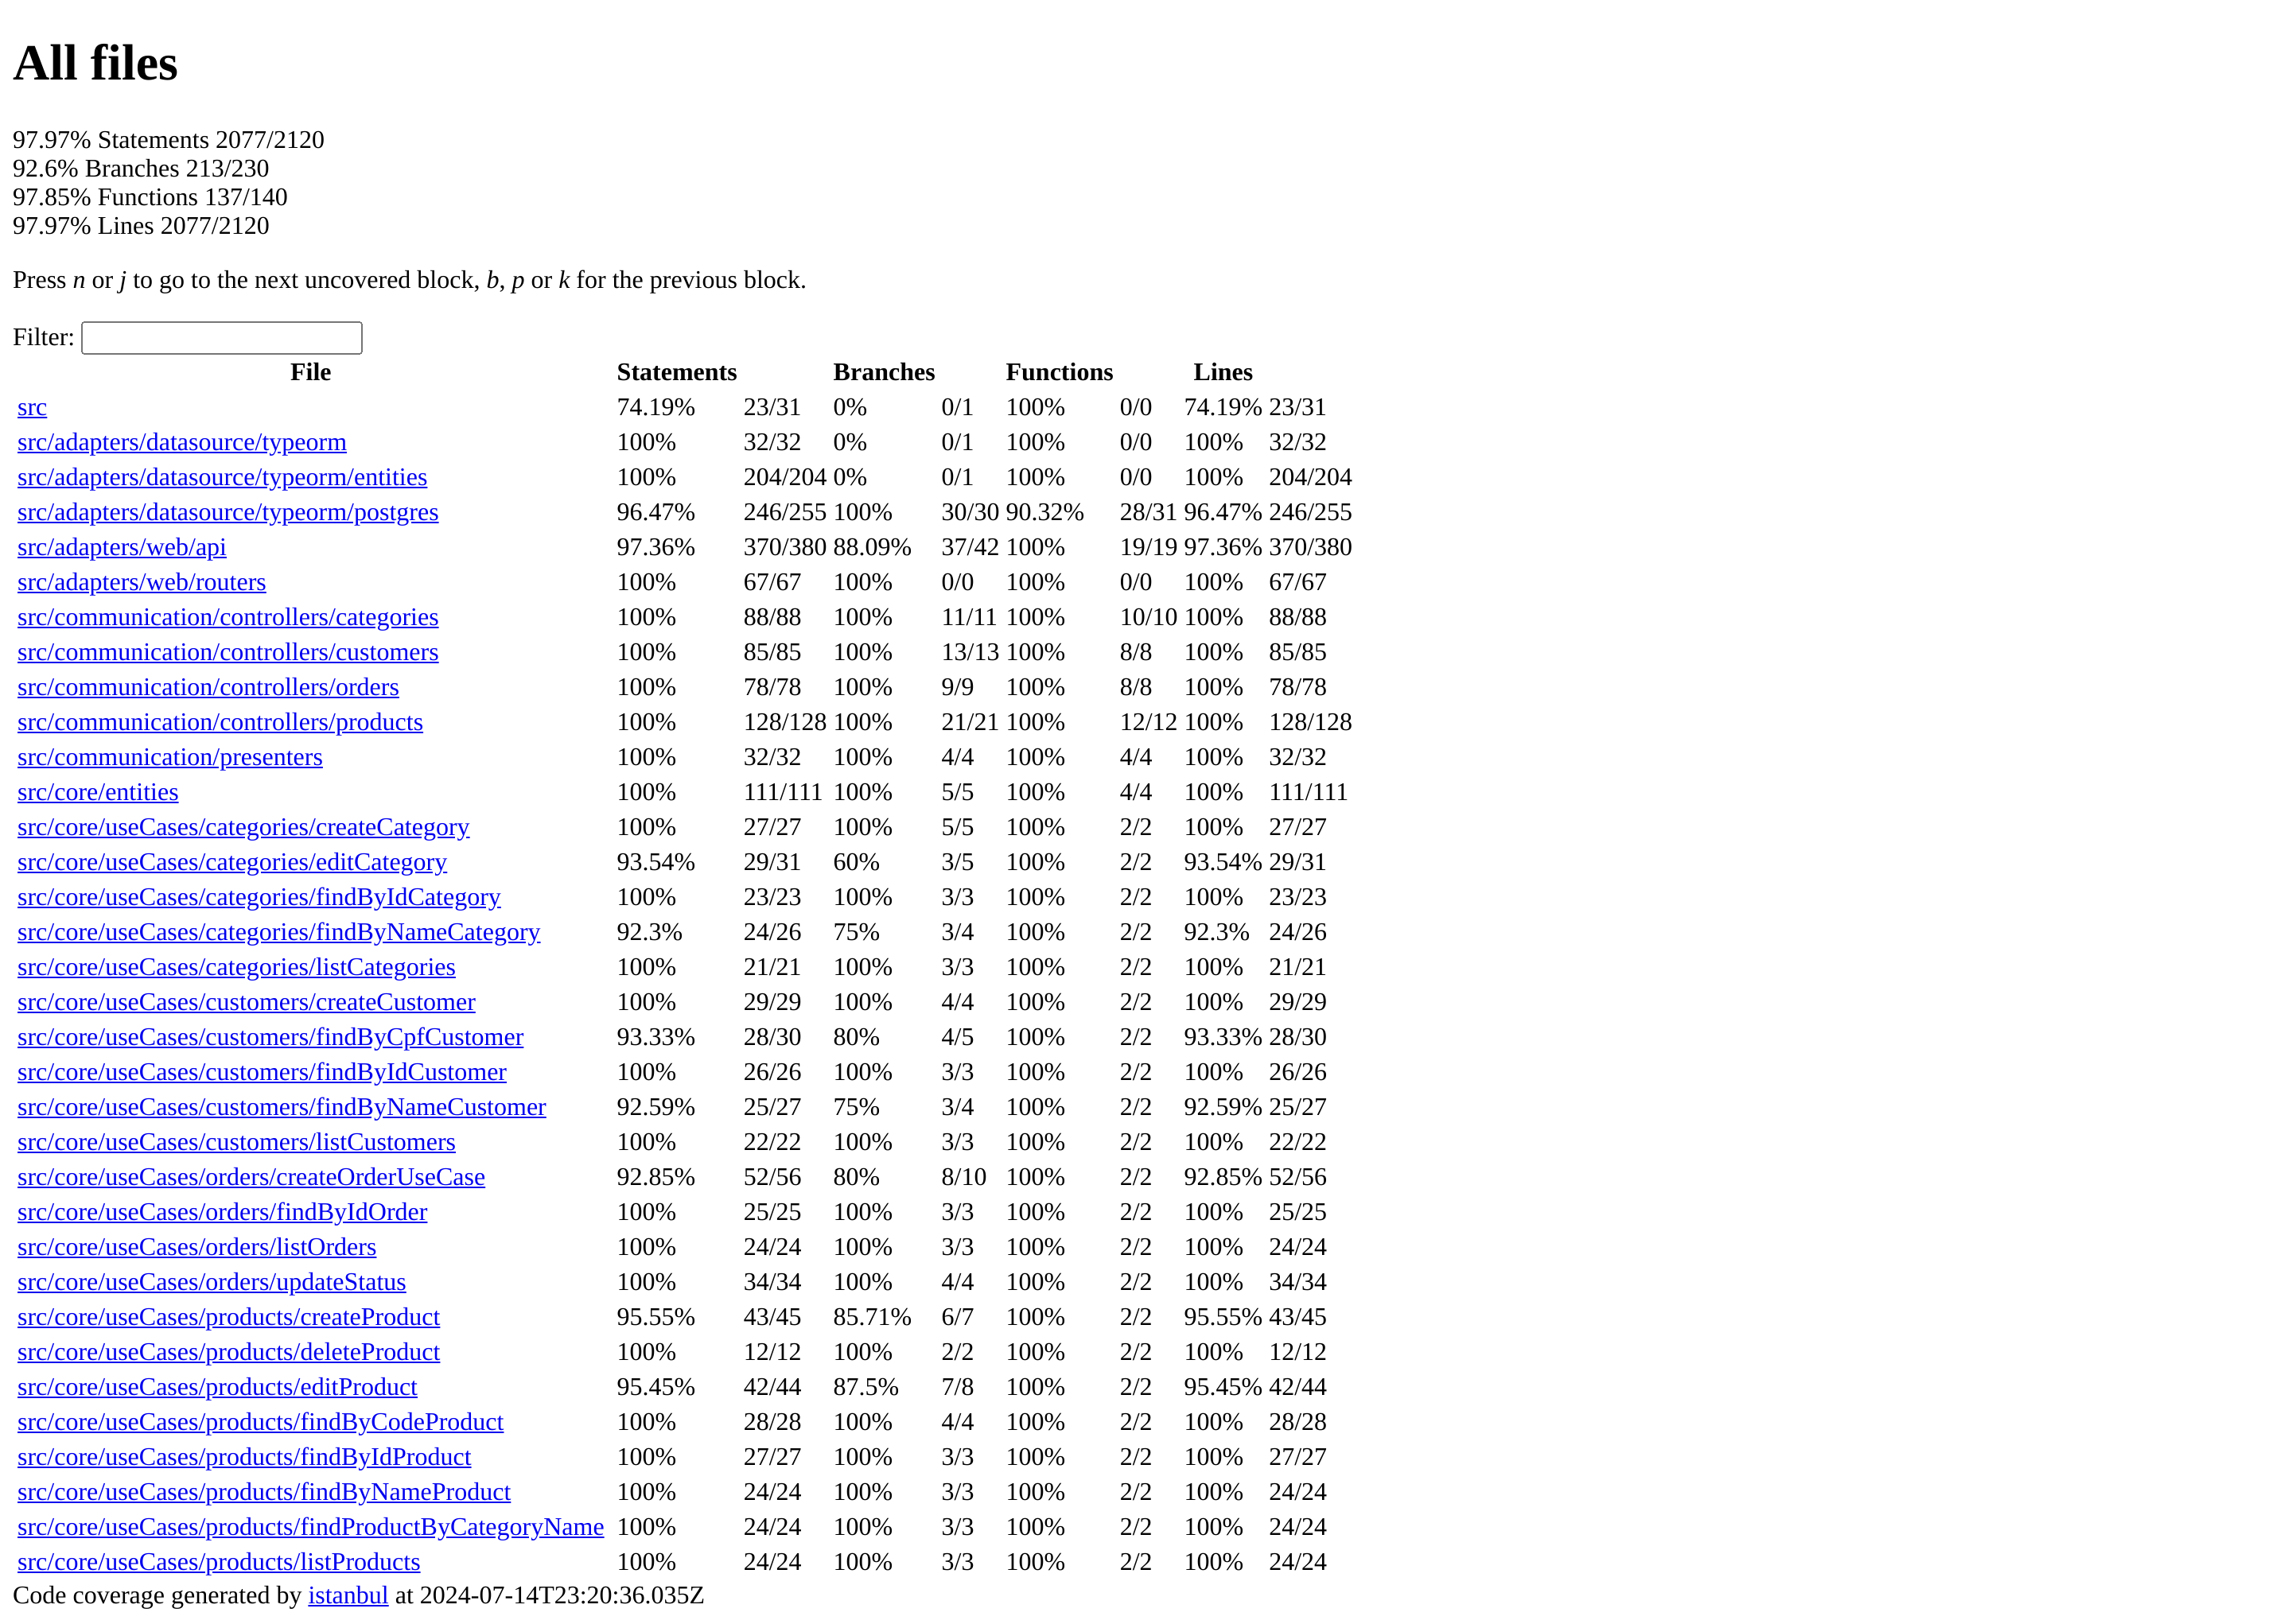 All files
97.97% Statements 2077/2120
92.6% Branches 213/230
97.85% Functions 137/140
97.97% Lines 2077/2120
Press n or j to go to the next uncovered block, b, p or k for the previous block.
Filter:
File Statements Branches Functions Lines
src 74.19% 23/31 0% 0/1 100% 0/0 74.19% 23/31
src/adapters/datasource/typeorm 100% 32/32 0% 0/1 100% 0/0 100% 32/32
src/adapters/datasource/typeorm/entities 100% 204/204 0% 0/1 100% 0/0 100% 204/204
src/adapters/datasource/typeorm/postgres 96.47% 246/255 100% 30/30 90.32% 28/31 96.47% 246/255
src/adapters/web/api 97.36% 370/380 88.09% 37/42 100% 19/19 97.36% 370/380
src/adapters/web/routers 100% 67/67 100% 0/0 100% 0/0 100% 67/67
src/communication/controllers/categories 100% 88/88 100% 11/11 100% 10/10 100% 88/88
src/communication/controllers/customers 100% 85/85 100% 13/13 100% 8/8 100% 85/85
src/communication/controllers/orders 100% 78/78 100% 9/9 100% 8/8 100% 78/78
src/communication/controllers/products 100% 128/128 100% 21/21 100% 12/12 100% 128/128
src/communication/presenters 100% 32/32 100% 4/4 100% 4/4 100% 32/32
src/core/entities 100% 111/111 100% 5/5 100% 4/4 100% 111/111
src/core/useCases/categories/createCategory 100% 27/27 100% 5/5 100% 2/2 100% 27/27
src/core/useCases/categories/editCategory 93.54% 29/31 60% 3/5 100% 2/2 93.54% 29/31
src/core/useCases/categories/findByIdCategory 100% 23/23 100% 3/3 100% 2/2 100% 23/23
src/core/useCases/categories/findByNameCategory 92.3% 24/26 75% 3/4 100% 2/2 92.3% 24/26
src/core/useCases/categories/listCategories 100% 21/21 100% 3/3 100% 2/2 100% 21/21
src/core/useCases/customers/createCustomer 100% 29/29 100% 4/4 100% 2/2 100% 29/29
src/core/useCases/customers/findByCpfCustomer 93.33% 28/30 80% 4/5 100% 2/2 93.33% 28/30
src/core/useCases/customers/findByIdCustomer 100% 26/26 100% 3/3 100% 2/2 100% 26/26
src/core/useCases/customers/findByNameCustomer 92.59% 25/27 75% 3/4 100% 2/2 92.59% 25/27
src/core/useCases/customers/listCustomers 100% 22/22 100% 3/3 100% 2/2 100% 22/22
src/core/useCases/orders/createOrderUseCase 92.85% 52/56 80% 8/10 100% 2/2 92.85% 52/56
src/core/useCases/orders/findByIdOrder 100% 25/25 100% 3/3 100% 2/2 100% 25/25
src/core/useCases/orders/listOrders 100% 24/24 100% 3/3 100% 2/2 100% 24/24
src/core/useCases/orders/updateStatus 100% 34/34 100% 4/4 100% 2/2 100% 34/34
src/core/useCases/products/createProduct 95.55% 43/45 85.71% 6/7 100% 2/2 95.55% 43/45
src/core/useCases/products/deleteProduct 100% 12/12 100% 2/2 100% 2/2 100% 12/12
src/core/useCases/products/editProduct 95.45% 42/44 87.5% 7/8 100% 2/2 95.45% 42/44
src/core/useCases/products/findByCodeProduct 100% 28/28 100% 4/4 100% 2/2 100% 28/28
src/core/useCases/products/findByIdProduct 100% 27/27 100% 3/3 100% 2/2 100% 27/27
src/core/useCases/products/findByNameProduct 100% 24/24 100% 3/3 100% 2/2 100% 24/24
src/core/useCases/products/findProductByCategoryName 100% 24/24 100% 3/3 100% 2/2 100% 24/24
src/core/useCases/products/listProducts 100% 24/24 100% 3/3 100% 2/2 100% 24/24
Code coverage generated by istanbul at 2024-07-14T23:20:36.035Z